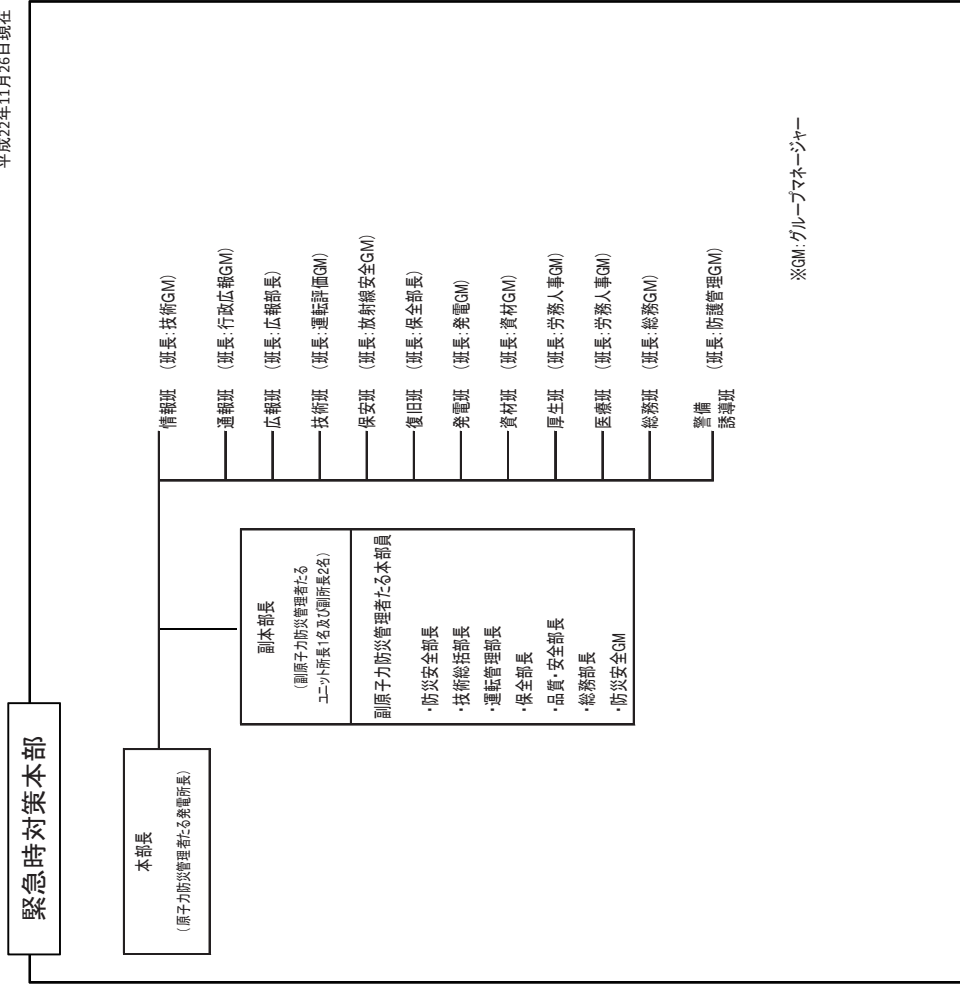 平成22年11月26日現在
緊急時対策本部
本部長
(原子力防災管理者たる発電所長)
副本部長
(副原子力防災管理者たる
ユニット所長1名及び副所長2名)
副原子力防災管理者たる本部員
・防災安全部長
・技術総括部長
・運転管理部長
・保全部長
・品質・安全部長
・総務部長
・防災安全GM
情報班 (班長:技術GM)
通報班 (班長:行政広報GM)
広報班 (班長:広報部長)
技術班 (班長:運転評価GM)
保安班 (班長:放射線安全GM)
復旧班 (班長:保全部長)
発電班 (班長:発電GM)
資材班 (班長:資材GM)
厚生班 (班長:労務人事GM)
医療班 (班長:労務人事GM)
総務班 (班長:総務GM)
警備
誘導班 (班長:防護管理GM)
※GM:グループマネージャー